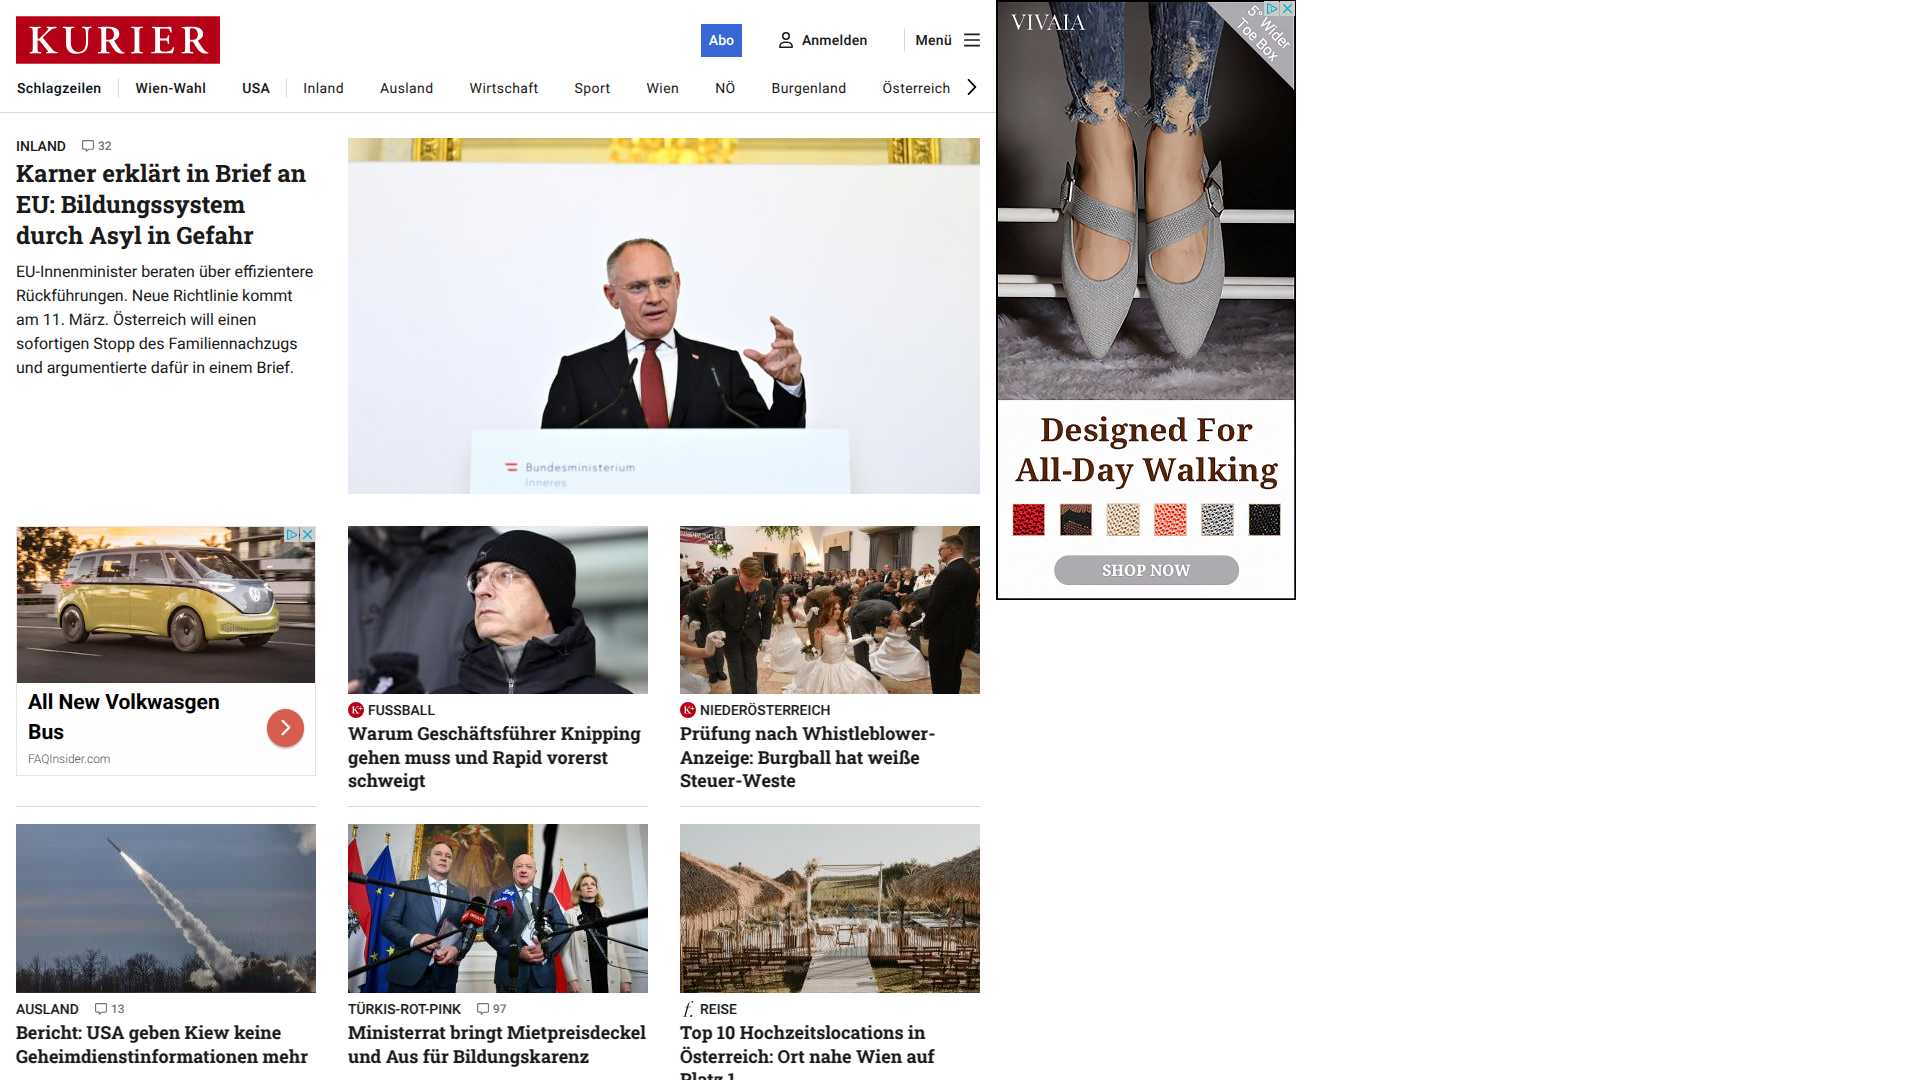 KURIER
Abo
Anmelden
Menü
Schlagzeilen
Wien-Wahl
USA
Inland
Ausland
Wirtschaft
Sport
Wien
NÖ
Burgenland
Österreich
INLAND 32
Karner erklärt in Brief an
EU: Bildungssystem
durch Asyl in Gefahr
EU-Innenminister beraten über effizientere
Rückführungen. Neue Richtlinie kommt
am 11. März. Österreich will einen
sofortigen Stopp des Familiennachzugs
und argumentierte dafür in einem Brief.
Bundesministerium
Inneres
VIVAIA
5° Wider
Toe Box
Designed For
All-Day Walking
SHOP NOW
All New Volkwasgen
Bus
FAQInsider.com
K+ FUSSBALL
Warum Geschäftsführer Knipping
gehen muss und Rapid vorerst
schweigt
K+ NIEDERÖSTERREICH
Prüfung nach Whistleblower-
Anzeige: Burgball hat weiße
Steuer-Weste
AUSLAND 13
Bericht: USA geben Kiew keine
Geheimdienstinformationen mehr
TÜRKIS-ROT-PINK 97
Ministerrat bringt Mietpreisdeckel
und Aus für Bildungskarenz
f. REISE
Top 10 Hochzeitslocations in
Österreich: Ort nahe Wien auf
Platz 1